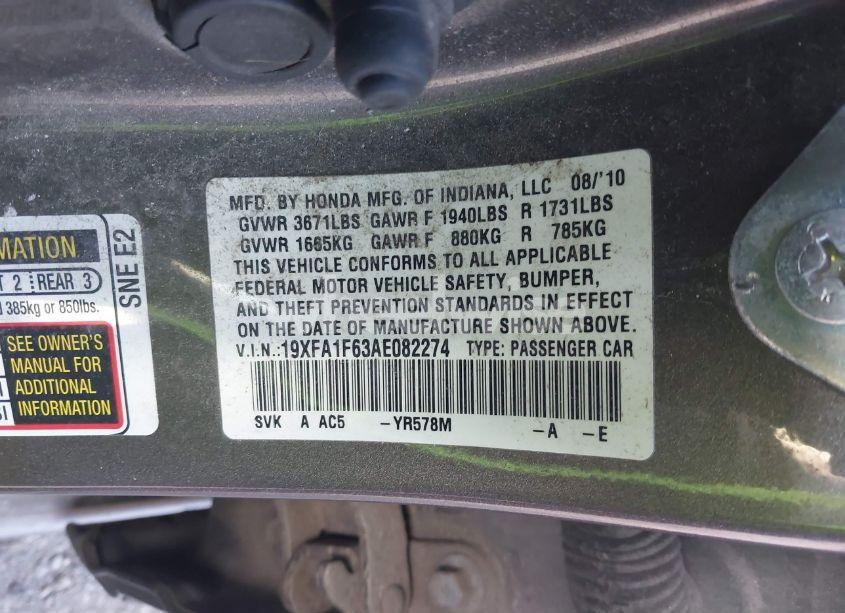 MFD. BY HONDA MFG. OF INDIANA, LLC 08/'10
GVWR 3671LBS GAWR F 1940LBS R 1731LBS
GVWR 1665KG GAWR F 880KG R 785KG
THIS VEHICLE CONFORMS TO ALL APPLICABLE
FEDERAL MOTOR VEHICLE SAFETY, BUMPER,
AND THEFT PREVENTION STANDARDS IN EFFECT
ON THE DATE OF MANUFACTURE SHOWN ABOVE.
V.I.N.:19XFA1F63AE082274 TYPE: PASSENGER CAR
SVK A AC5 -YR578M -A -E
2 REAR 3
385kg or 850lbs.
SEE OWNER'S
MANUAL FOR
ADDITIONAL
INFORMATION
SNE E2